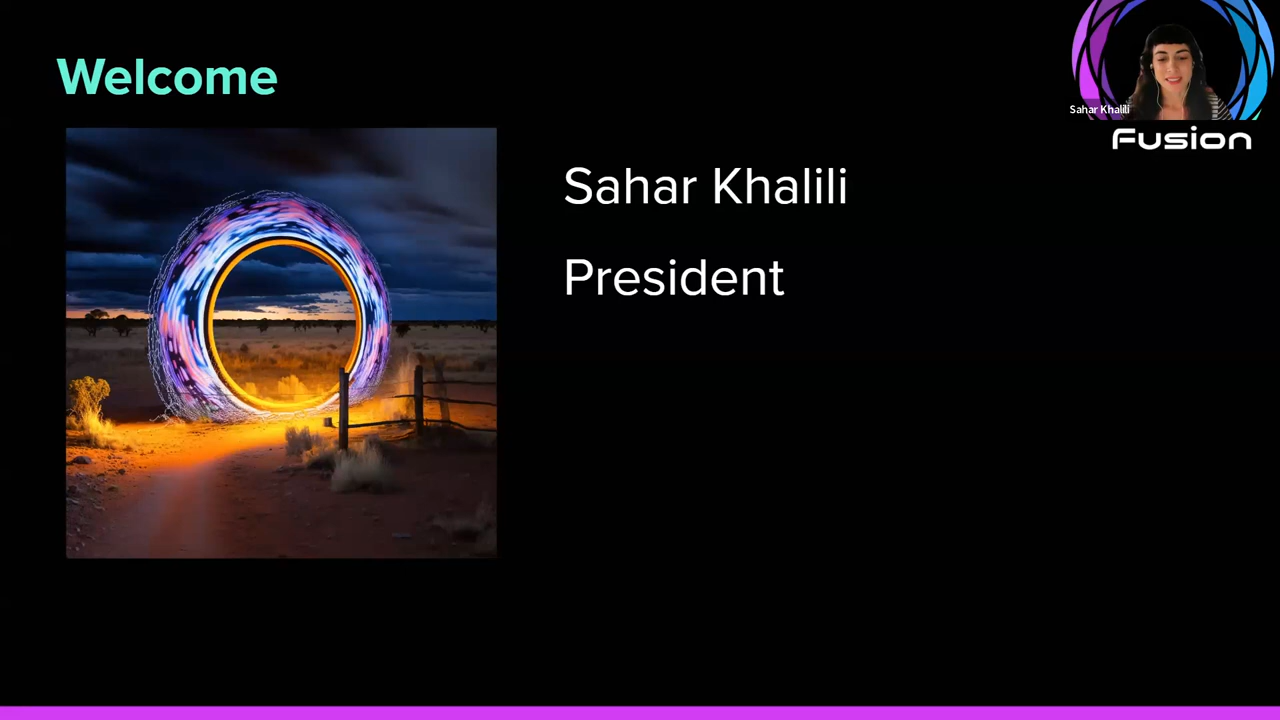 Welcome
Sahar Khalili
Fusion
Sahar Khalili
President